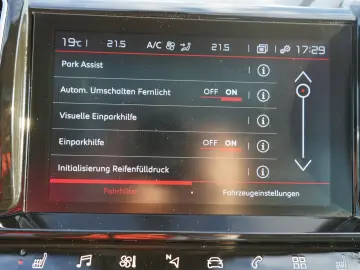 19°C 21.5 A/C 21.5 17:29
Park Assist
Autom. Umschalten Fernlicht OFF ON
Visuelle Einparkhilfe
Einparkhilfe OFF ON
Initialisierung Reifenfülldruck
Fahrhilfen Fahrzeugeinstellungen